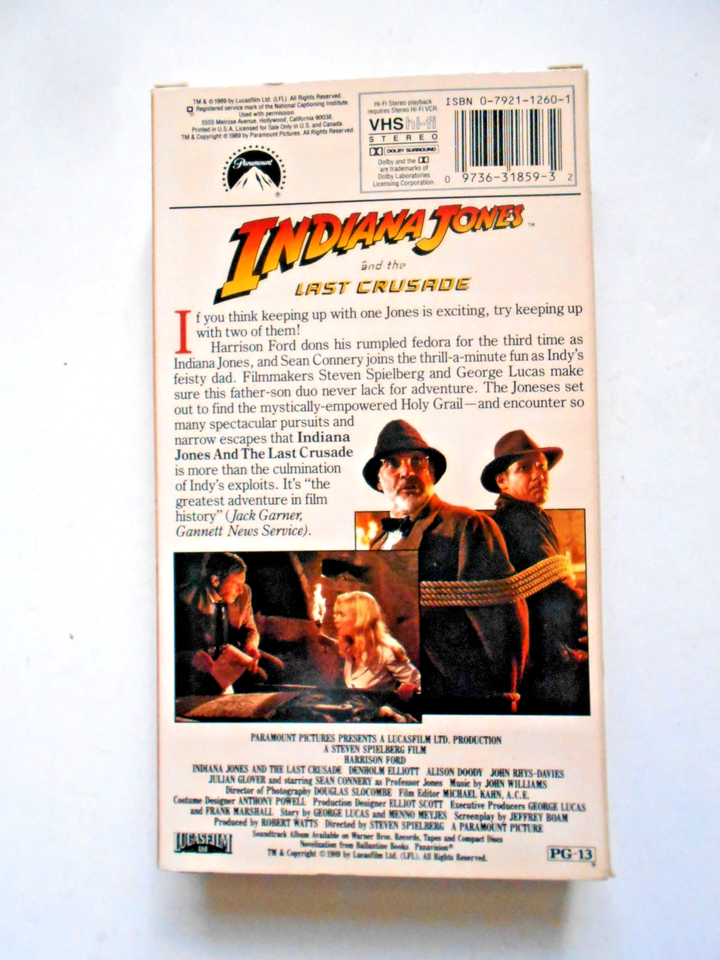 TM & © 1989 by Lucasfilm Ltd. (LFL). All Rights Reserved.
Registered service mark of the National Captioning Institute.
Used with permission.
5555 Melrose Avenue, Hollywood, California 90038.
Printed in U.S.A. Licensed for Sale Only in U.S. and Canada.
TM & Copyright © 1989 by Paramount Pictures. All Rights Reserved.
Paramount
®
Hi-Fi Stereo playback
requires Stereo Hi-Fi VCR.
VHS hi-fi
STEREO
DOLBY SURROUND
Dolby and the
are trademarks of
Dolby Laboratories
Licensing Corporation.
ISBN 0-7921-1260-1
0 9736-31859-3 2
INDIANA JONES™
and the
LAST CRUSADE
If you think keeping up with one Jones is exciting, try keeping up
with two of them!
Harrison Ford dons his rumpled fedora for the third time as
Indiana Jones, and Sean Connery joins the thrill-a-minute fun as Indy's
feisty dad. Filmmakers Steven Spielberg and George Lucas make
sure this father-son duo never lack for adventure. The Joneses set
out to find the mystically-empowered Holy Grail—and encounter so
many spectacular pursuits and
narrow escapes that Indiana
Jones And The Last Crusade
is more than the culmination
of Indy's exploits. It's "the
greatest adventure in film
history" (Jack Garner,
Gannett News Service).
PARAMOUNT PICTURES PRESENTS A LUCASFILM LTD. PRODUCTION
A STEVEN SPIELBERG FILM
HARRISON FORD
INDIANA JONES AND THE LAST CRUSADE DENHOLM ELLIOTT ALISON DOODY JOHN RHYS-DAVIES
JULIAN GLOVER and starring SEAN CONNERY as Professor Jones Music by JOHN WILLIAMS
Director of Photography DOUGLAS SLOCOMBE Film Editor MICHAEL KAHN, A.C.E.
Costume Designer ANTHONY POWELL Production Designer ELLIOT SCOTT Executive Producers GEORGE LUCAS
and FRANK MARSHALL Story by GEORGE LUCAS and MENNO MEYJES Screenplay by JEFFREY BOAM
Produced by ROBERT WATTS Directed by STEVEN SPIELBERG A PARAMOUNT PICTURE
Soundtrack Album Available on Warner Bros. Records, Tapes and Compact Discs
Novelization from Ballantine Books Panavision®
TM & Copyright © 1989 by Lucasfilm Ltd. (LFL). All Rights Reserved.
LUCASFILM
LTD
PG-13
®